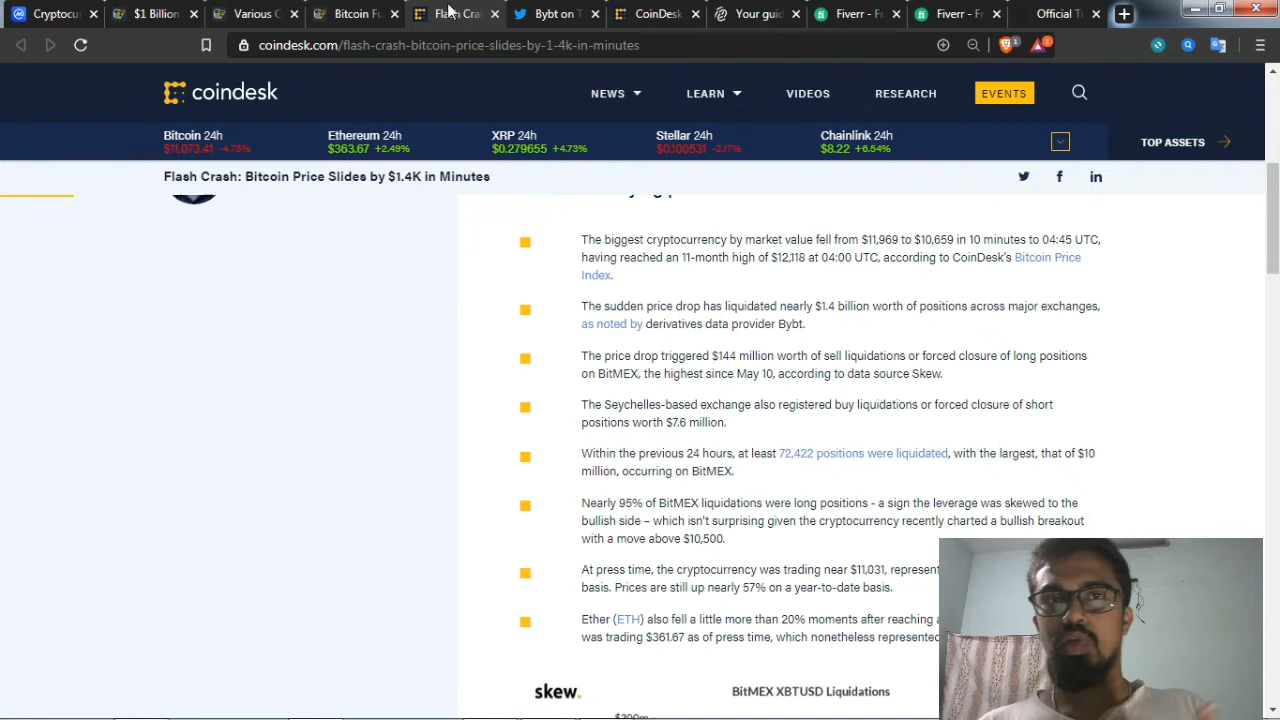 Cryptocu
$1 Billion
Various C
Bitcoin Fu
Flash Cras
Bybt on T
CoinDesk
Your guid
Fiverr - F
Fiverr - F
Official Tr
coindesk.com/flash-crash-bitcoin-price-slides-by-1-4k-in-minutes
1
1
coindesk
NEWS
LEARN
VIDEOS
RESEARCH
EVENTS
Bitcoin 24h
Ethereum 24h
XRP 24h
Stellar 24h
Chainlink 24h
$11,073.41 -4.75%
$363.67 +2.49%
$0.279655 +4.73%
$0.100531 -2.17%
$8.22 +6.54%
TOP ASSETS
Flash Crash: Bitcoin Price Slides by $1.4K in Minutes
The biggest cryptocurrency by market value fell from $11,969 to $10,659 in 10 minutes to 04:45 UTC,
having reached an 11-month high of $12,118 at 04:00 UTC, according to CoinDesk's Bitcoin Price
Index.
The sudden price drop has liquidated nearly $1.4 billion worth of positions across major exchanges,
as noted by derivatives data provider Bybt.
The price drop triggered $144 million worth of sell liquidations or forced closure of long positions
on BitMEX, the highest since May 10, according to data source Skew.
The Seychelles-based exchange also registered buy liquidations or forced closure of short
positions worth $7.6 million.
Within the previous 24 hours, at least 72,422 positions were liquidated, with the largest, that of $10
million, occurring on BitMEX.
Nearly 95% of BitMEX liquidations were long positions - a sign the leverage was skewed to the
bullish side – which isn't surprising given the cryptocurrency recently charted a bullish breakout
with a move above $10,500.
At press time, the cryptocurrency was trading near $11,031, represent
basis. Prices are still up nearly 57% on a year-to-date basis.
Ether (ETH) also fell a little more than 20% moments after reaching a
was trading $361.67 as of press time, which nonetheless represented
skew.
BitMEX XBTUSD Liquidations
$200m